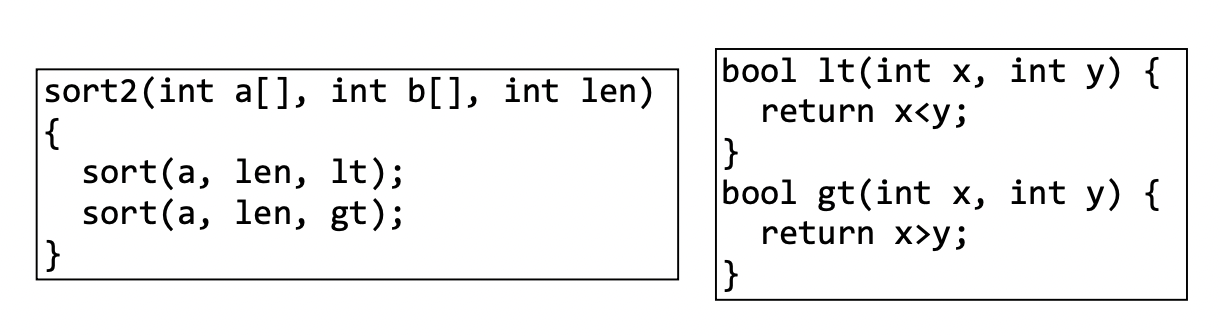 sort2(int a[], int b[], int len)
{
  sort(a, len, lt);
  sort(a, len, gt);
}
bool lt(int x, int y) {
  return x<y;
}
bool gt(int x, int y) {
  return x>y;
}